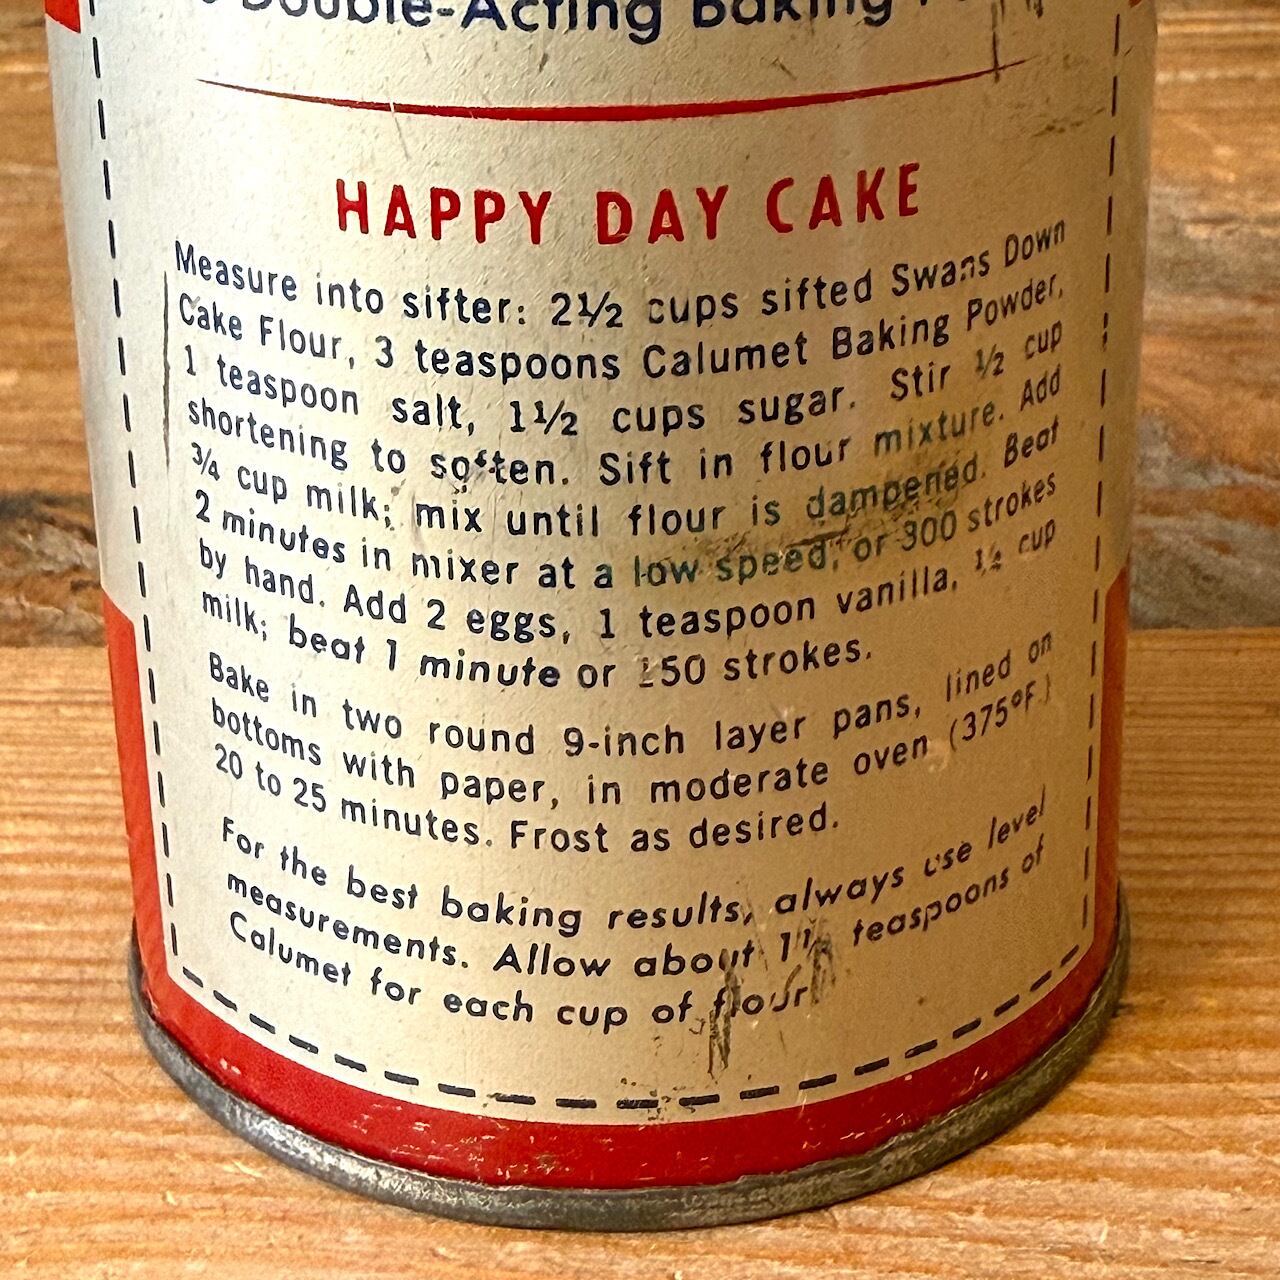 Double-Acting Baking
HAPPY DAY CAKE
Measure into sifter: 2½ cups sifted Swans Down
Cake Flour, 3 teaspoons Calumet Baking Powder,
1 teaspoon salt, 1½ cups sugar. Stir ½ cup
shortening to soften. Sift in flour mixture. Add
¾ cup milk; mix until flour is dampened. Beat
2 minutes in mixer at a low speed, or 300 strokes
by hand. Add 2 eggs, 1 teaspoon vanilla, cup
milk; beat 1 minute or 150 strokes.
Bake in two round 9-inch layer pans, lined on
bottoms with paper, in moderate oven (375°F.)
20 to 25 minutes. Frost as desired.
For the best baking results, always use level
measurements. Allow about teaspoons of
Calumet for each cup of flour